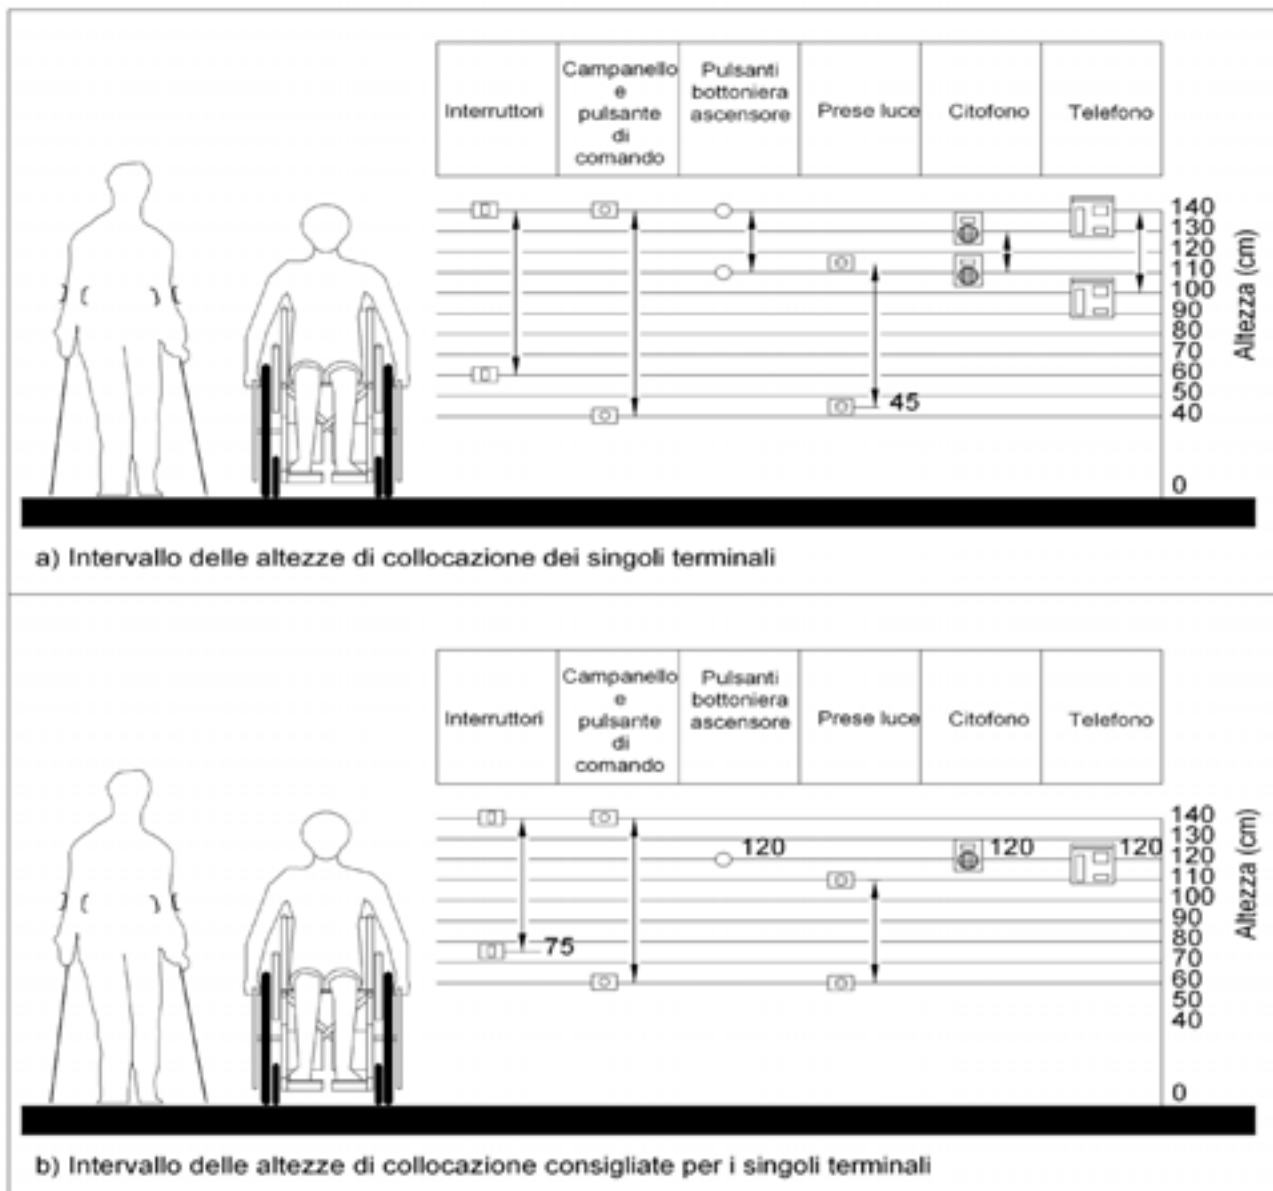 Interruttori
Campanello
e
pulsante
di
comando
Pulsanti
bottoniera
ascensore
Prese luce
Citofono
Telefono
140
130
120
110
100
90
80
70
60
50
40
0
45
Altezza (cm)
a) Intervallo delle altezze di collocazione dei singoli terminali
Interruttori
Campanello
e
pulsante
di
comando
Pulsanti
bottoniera
ascensore
Prese luce
Citofono
Telefono
120
120
120
75
140
130
120
110
100
90
80
70
60
50
40
0
Altezza (cm)
b) Intervallo delle altezze di collocazione consigliate per i singoli terminali